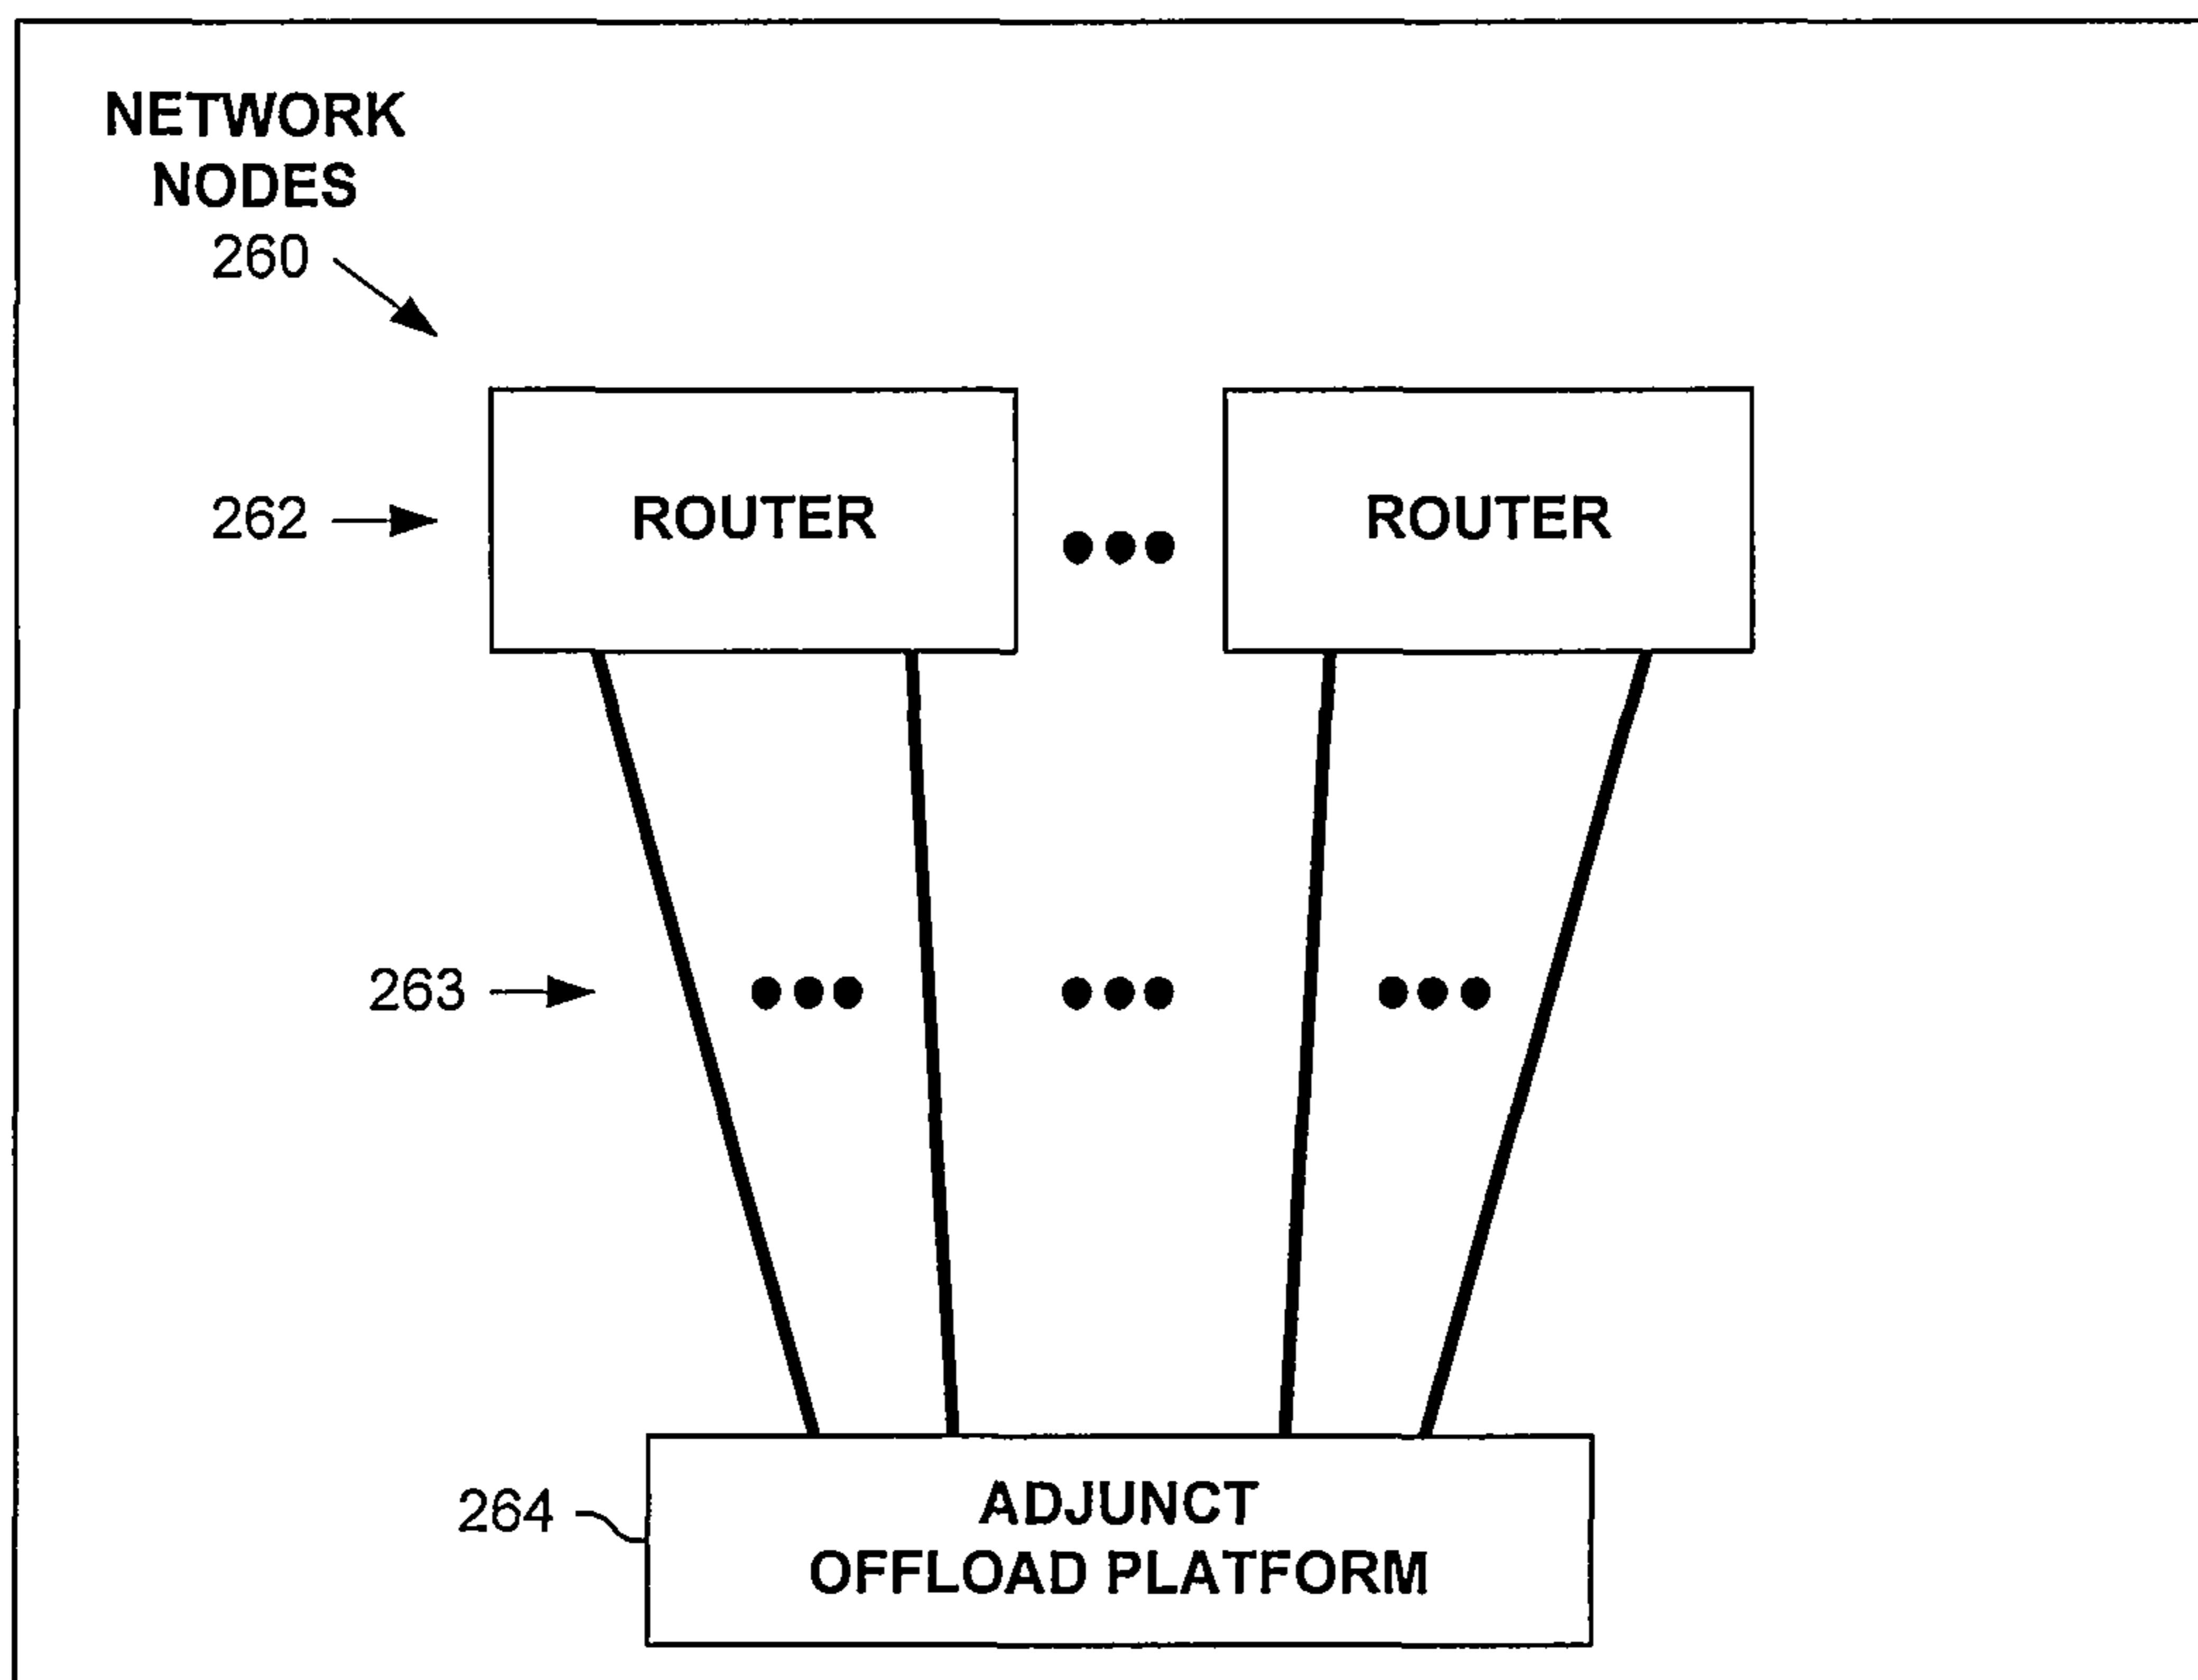 NETWORK
NODES
260
262
ROUTER
ROUTER
263
264
ADJUNCT
OFFLOAD PLATFORM